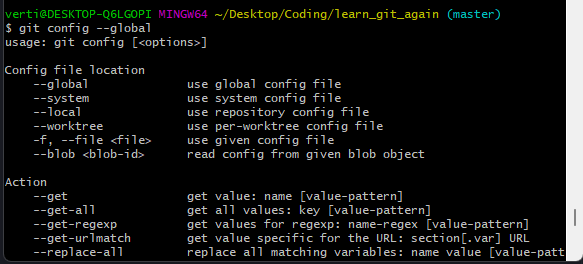 verti@DESKTOP-Q6LGOPI MINGW64 ~/Desktop/Coding/learn_git_again (master)
$ git config --global
usage: git config [<options>]

Config file location
    --global              use global config file
    --system              use system config file
    --local               use repository config file
    --worktree            use per-worktree config file
    -f, --file <file>     use given config file
    --blob <blob-id>      read config from given blob object

Action
    --get                 get value: name [value-pattern]
    --get-all             get all values: key [value-pattern]
    --get-regexp          get values for regexp: name-regex [value-pattern]
    --get-urlmatch        get value specific for the URL: section[.var] URL
    --replace-all         replace all matching variables: name value [value-patt